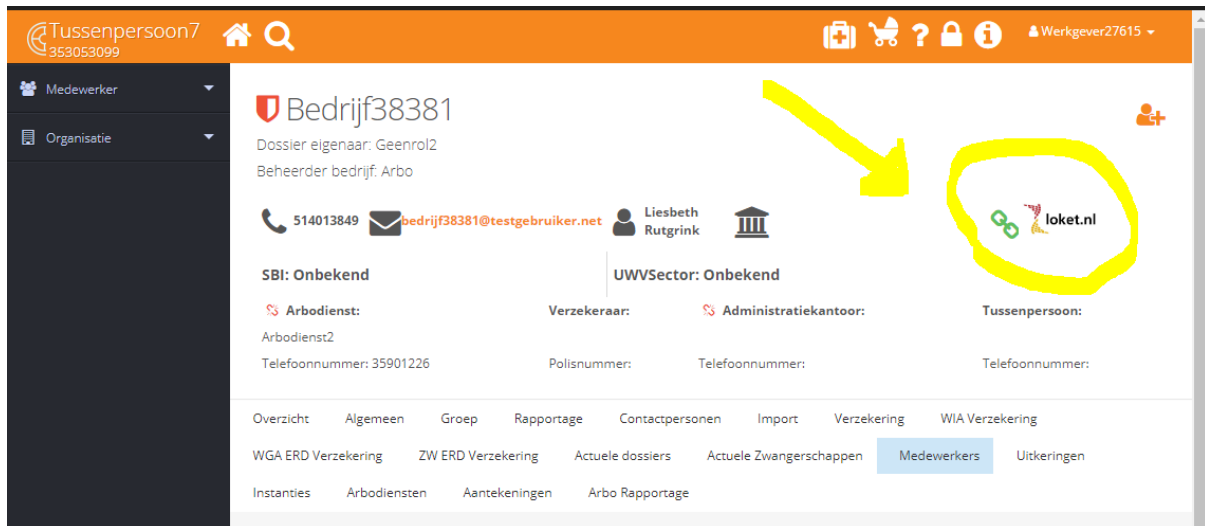 Tussenpersoon7
353053099
? Werkgever27615
Medewerker
Organisatie
Bedrijf38381
Dossier eigenaar: Geenrol2
Beheerder bedrijf: Arbo
514013849 bedrijf38381@testgebruiker.net Liesbeth
Rutgrink
loket.nl
SBI: Onbekend UWVSector: Onbekend
Arbodienst: Verzekeraar: Administratiekantoor: Tussenpersoon:
Arbodienst2
Telefoonnummer: 35901226 Polisnummer: Telefoonnummer: Telefoonnummer:
Overzicht Algemeen Groep Rapportage Contactpersonen Import Verzekering WIA Verzekering
WGA ERD Verzekering ZW ERD Verzekering Actuele dossiers Actuele Zwangerschappen Medewerkers Uitkeringen
Instanties Arbodiensten Aantekeningen Arbo Rapportage